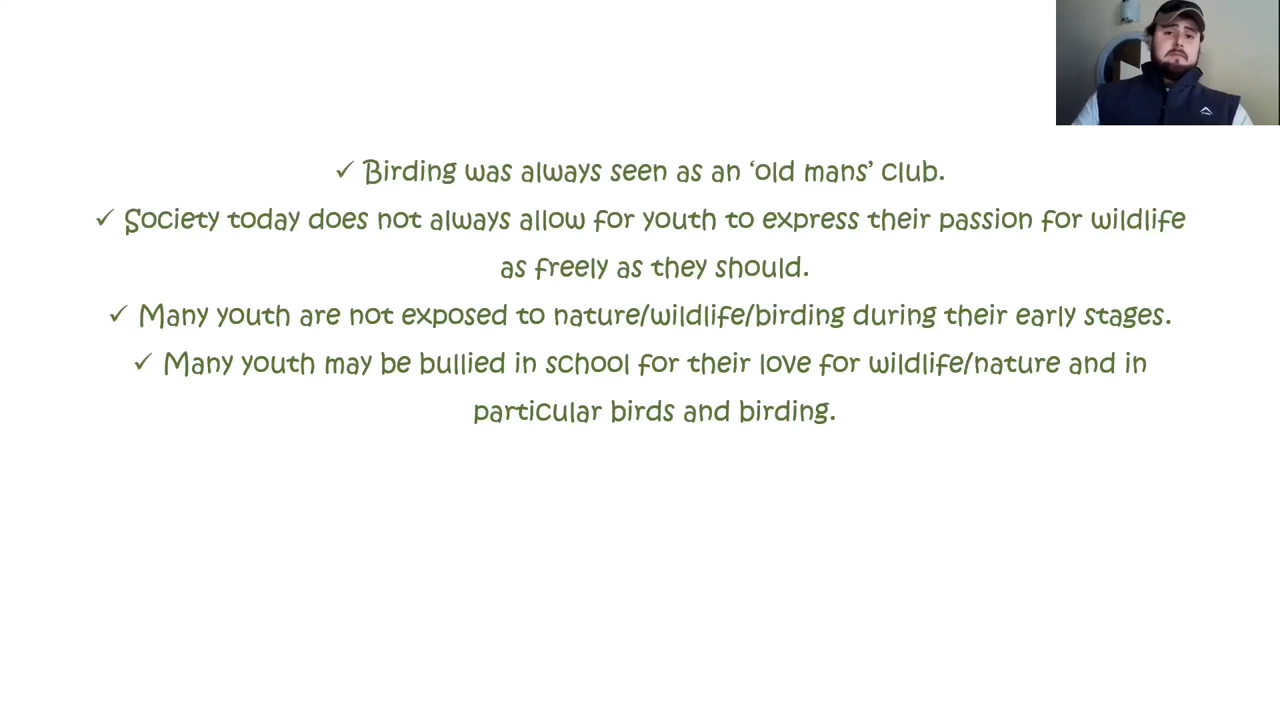 ✓ Birding was always seen as an ‘old mans’ club.
✓ Society today does not always allow for youth to express their passion for wildlife
as freely as they should.
✓ Many youth are not exposed to nature/wildlife/birding during their early stages.
✓ Many youth may be bullied in school for their love for wildlife/nature and in
particular birds and birding.